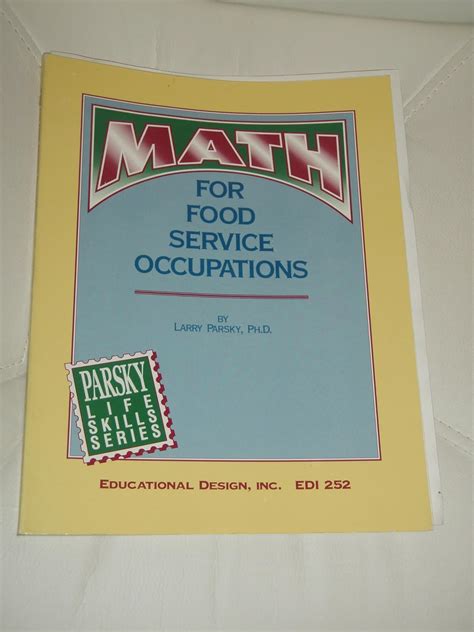 MATH
FOR
FOOD
SERVICE
OCCUPATIONS
BY
LARRY PARSKY, PH.D.
PARSKY
LIFE
SKILLS
SERIES
EDUCATIONAL DESIGN, INC. EDI 252